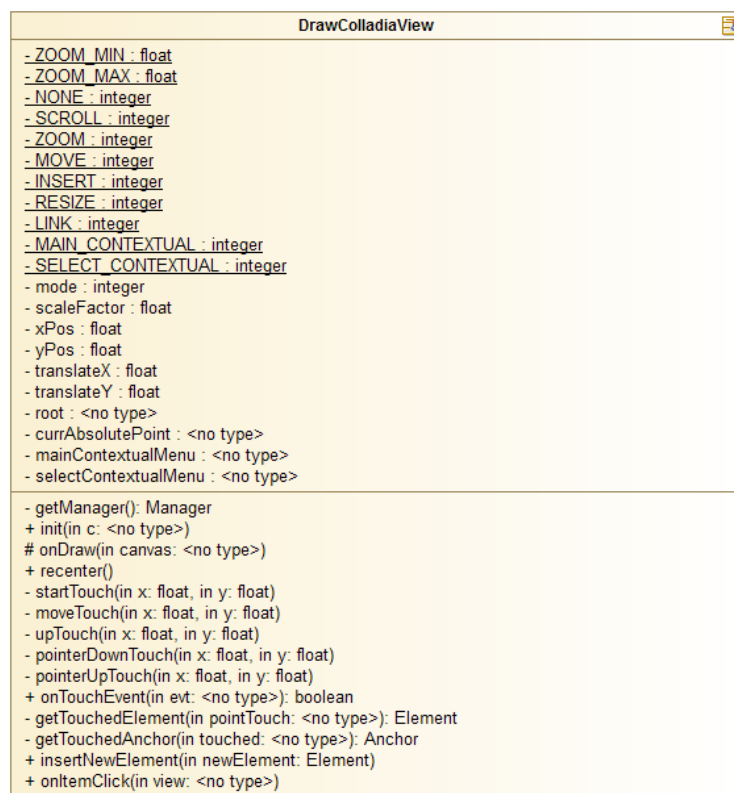 DrawColladiaView
- ZOOM_MIN : float
- ZOOM_MAX : float
- NONE : integer
- SCROLL : integer
- ZOOM : integer
- MOVE : integer
- INSERT : integer
- RESIZE : integer
- LINK : integer
- MAIN_CONTEXTUAL : integer
- SELECT_CONTEXTUAL : integer
- mode : integer
- scaleFactor : float
- xPos : float
- yPos : float
- translateX : float
- translateY : float
- root : <no type>
- currAbsolutePoint : <no type>
- mainContextualMenu : <no type>
- selectContextualMenu : <no type>
- getManager(): Manager
+ init(in c: <no type>)
# onDraw(in canvas: <no type>)
+ recenter()
- startTouch(in x: float, in y: float)
- moveTouch(in x: float, in y: float)
- upTouch(in x: float, in y: float)
- pointerDownTouch(in x: float, in y: float)
- pointerUpTouch(in x: float, in y: float)
+ onTouchEvent(in evt: <no type>): boolean
- getTouchedElement(in pointTouch: <no type>): Element
- getTouchedAnchor(in touched: <no type>): Anchor
+ insertNewElement(in newElement: Element)
+ onItemClick(in view: <no type>)